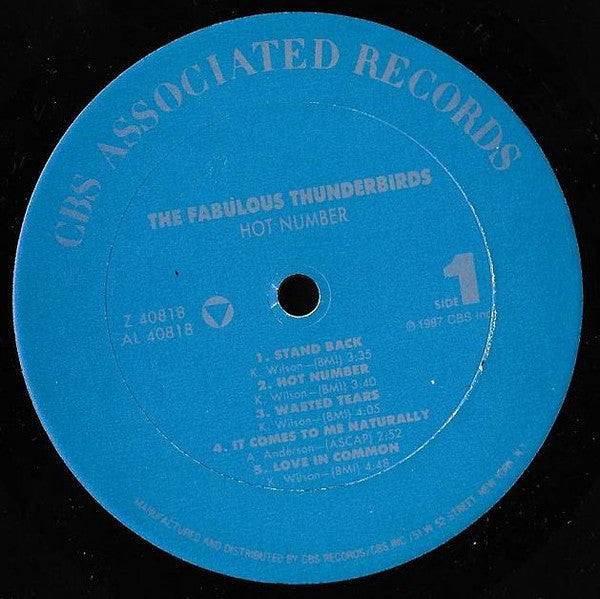 CBS ASSOCIATED RECORDS
THE FABULOUS THUNDERBIRDS
HOT NUMBER
Z 40818
AL 40818
SIDE 1
℗ 1987 CBS Inc.
1. STAND BACK
K. Wilson—(BMI) 3:35
2. HOT NUMBER
K. Wilson—(BMI) 3:40
3. WASTED TEARS
K. Wilson—(BMI) 4:05
4. IT COMES TO ME NATURALLY
A. Anderson—(ASCAP) 2:52
5. LOVE IN COMMON
K. Wilson—(BMI) 4:48
MANUFACTURED AND DISTRIBUTED BY CBS RECORDS/CBS INC./51 W. 52 STREET, NEW YORK, N.Y.